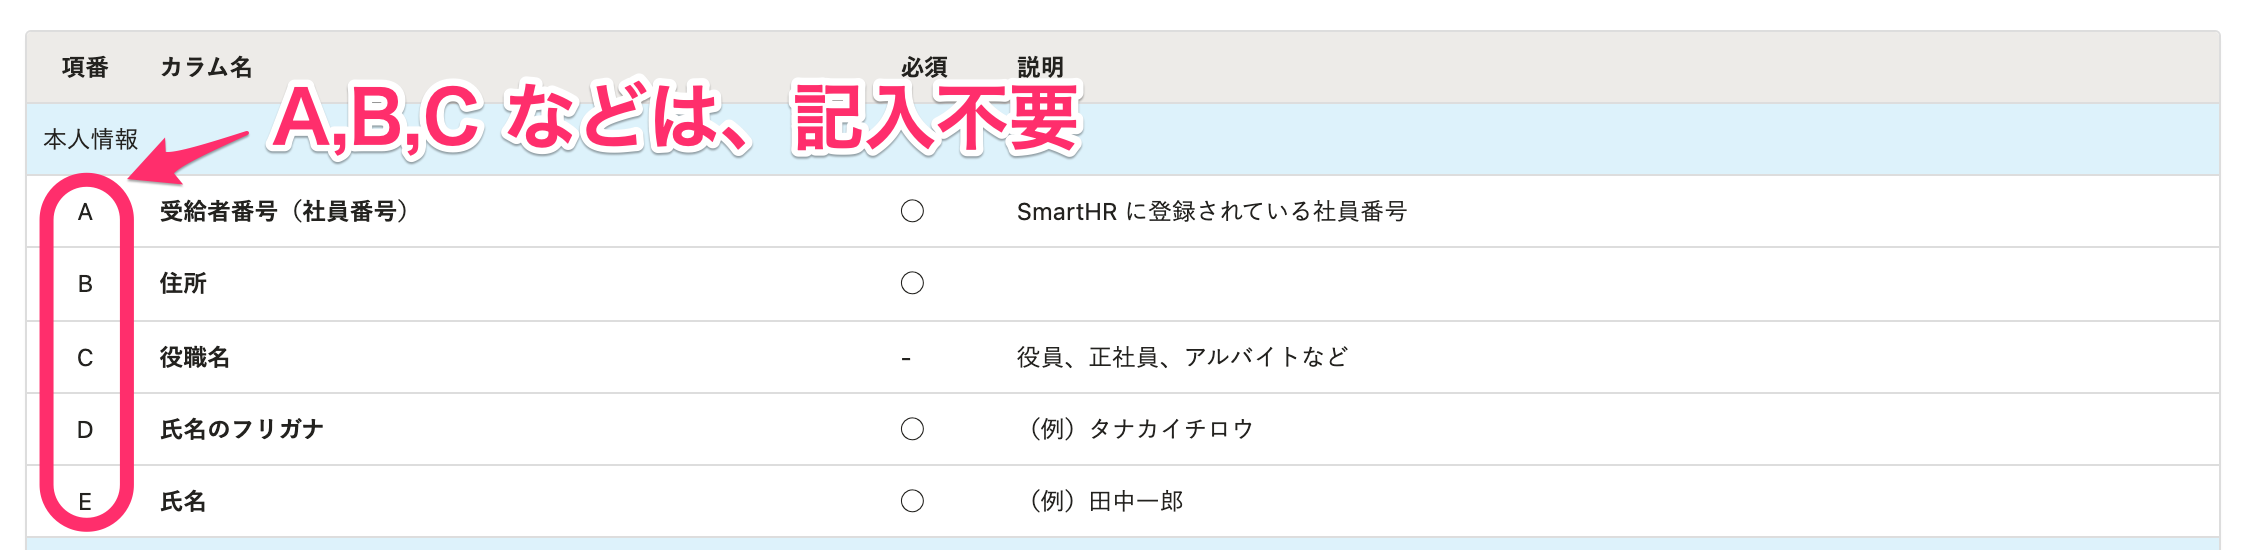 項番 カラム名 必須 説明
A,B,C などは、記入不要
本人情報
A 受給者番号（社員番号） ○ SmartHR に登録されている社員番号
B 住所 ○
C 役職名 - 役員、正社員、アルバイトなど
D 氏名のフリガナ ○ （例）タナカイチロウ
E 氏名 ○ （例）田中一郎